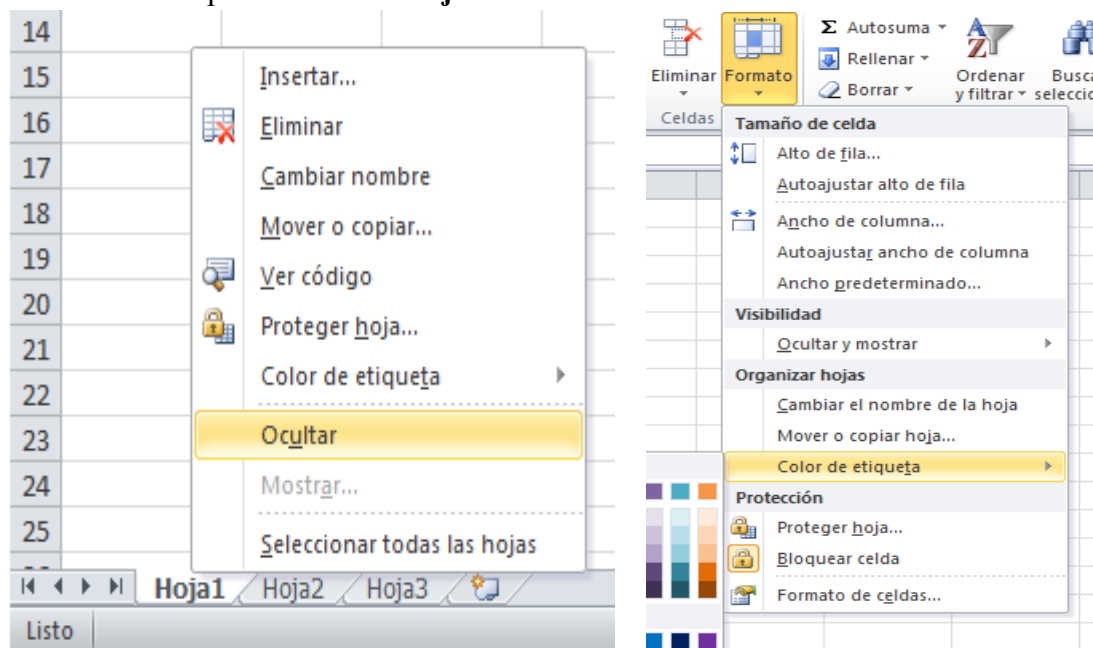 14
15
16
17
18
19
20
21
22
23
24
25
Insertar...
Eliminar
Cambiar nombre
Mover o copiar...
Ver código
Proteger hoja...
Color de etiqueta
Ocultar
Mostrar...
Seleccionar todas las hojas
Hoja1 Hoja2 Hoja3
Listo
Eliminar
Formato
Σ Autosuma
Rellenar
Borrar
Ordenar
y filtrar
Celdas
Tamaño de celda
Alto de fila...
Autoajustar alto de fila
Ancho de columna...
Autoajustar ancho de columna
Ancho predeterminado...
Visibilidad
Ocultar y mostrar
Organizar hojas
Cambiar el nombre de la hoja
Mover o copiar hoja...
Color de etiqueta
Protección
Proteger hoja...
Bloquear celda
Formato de celdas...